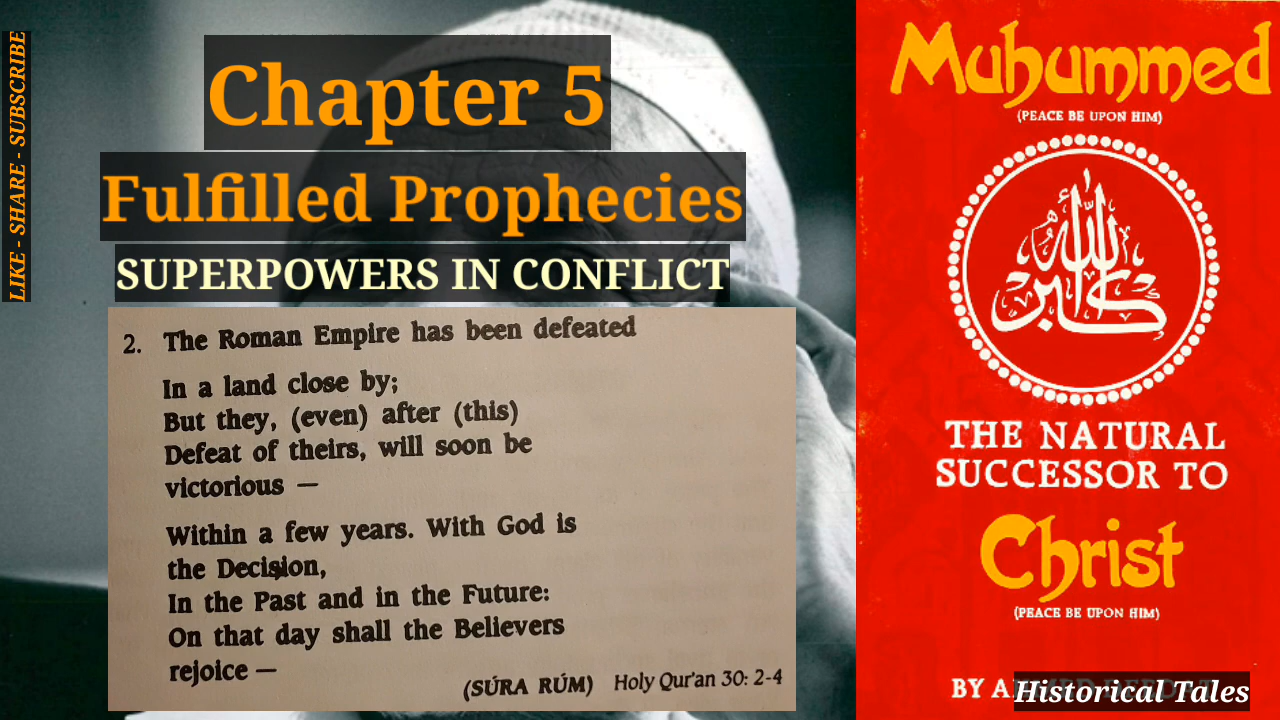 LIKE - SHARE - SUBSCRIBE
Chapter 5
Fulfilled Prophecies
SUPERPOWERS IN CONFLICT
2. The Roman Empire has been defeated
In a land close by;
But they, (even) after (this)
Defeat of theirs, will soon be
victorious —
Within a few years. With God is
the Decision,
In the Past and in the Future:
On that day shall the Believers
rejoice —
(SÚRA RÚM) Holy Qur'an 30: 2-4
Muhummed
(PEACE BE UPON HIM)
الله أكبر
THE NATURAL
SUCCESSOR TO
Christ
(PEACE BE UPON HIM)
BY
Historical Tales